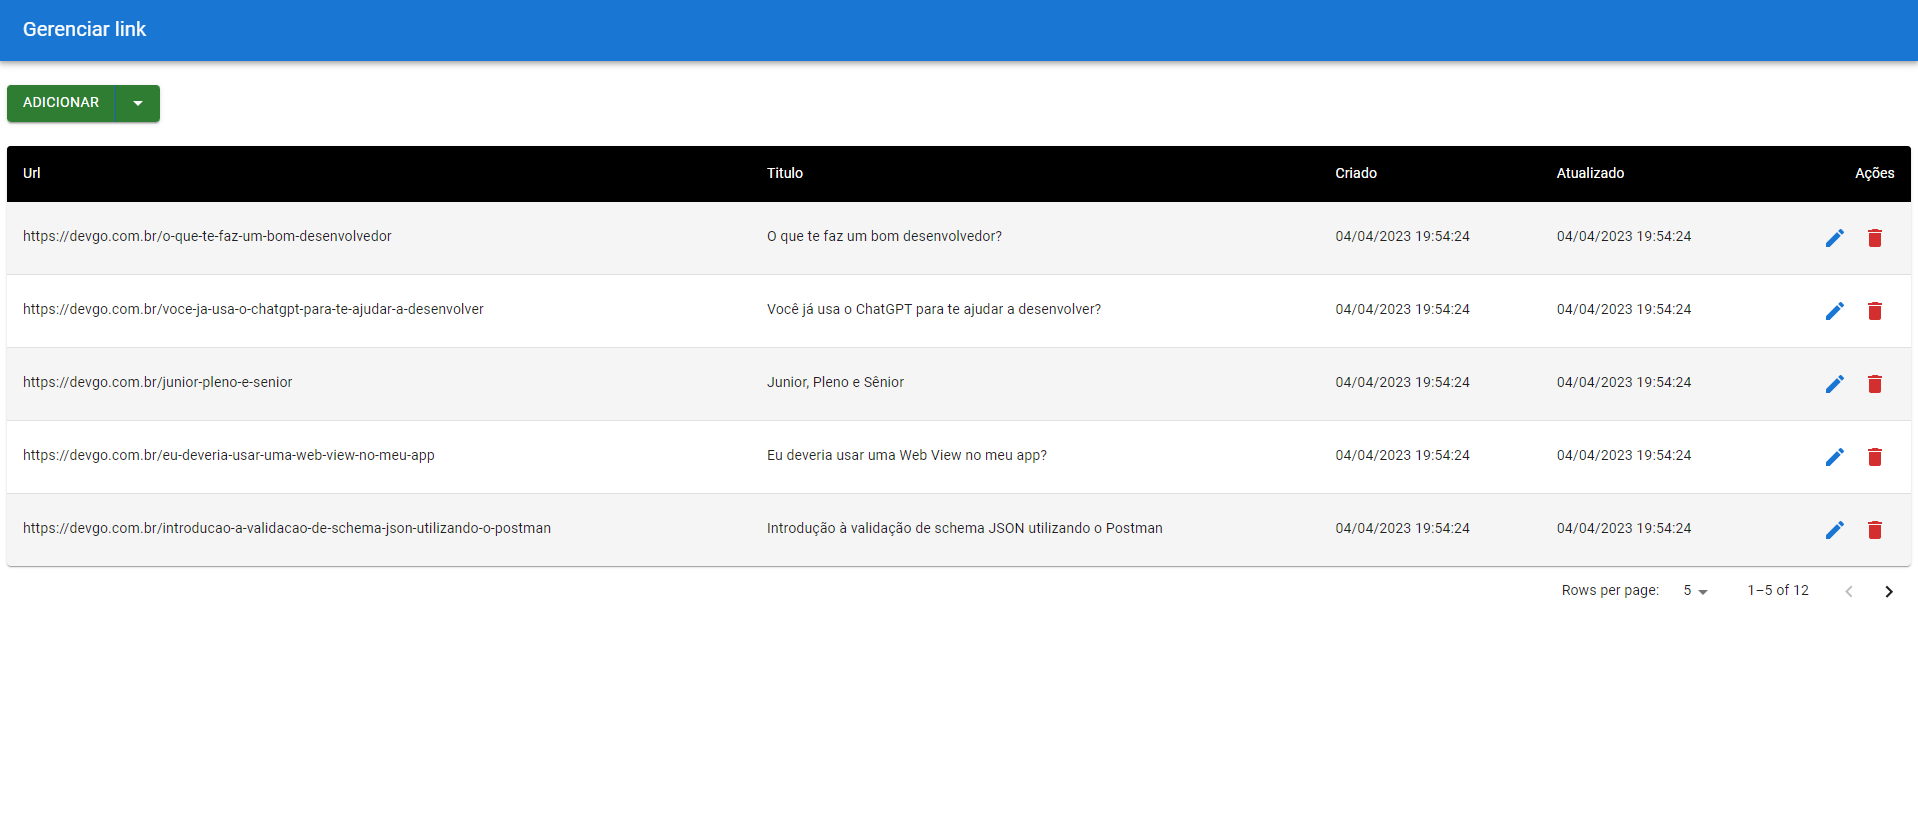 Gerenciar link
ADICIONAR
Url Titulo Criado Atualizado Ações
https://devgo.com.br/o-que-te-faz-um-bom-desenvolvedor O que te faz um bom desenvolvedor? 04/04/2023 19:54:24 04/04/2023 19:54:24
https://devgo.com.br/voce-ja-usa-o-chatgpt-para-te-ajudar-a-desenvolver Você já usa o ChatGPT para te ajudar a desenvolver? 04/04/2023 19:54:24 04/04/2023 19:54:24
https://devgo.com.br/junior-pleno-e-senior Junior, Pleno e Sênior 04/04/2023 19:54:24 04/04/2023 19:54:24
https://devgo.com.br/eu-deveria-usar-uma-web-view-no-meu-app Eu deveria usar uma Web View no meu app? 04/04/2023 19:54:24 04/04/2023 19:54:24
https://devgo.com.br/introducao-a-validacao-de-schema-json-utilizando-o-postman Introdução à validação de schema JSON utilizando o Postman 04/04/2023 19:54:24 04/04/2023 19:54:24
Rows per page: 5 1–5 of 12